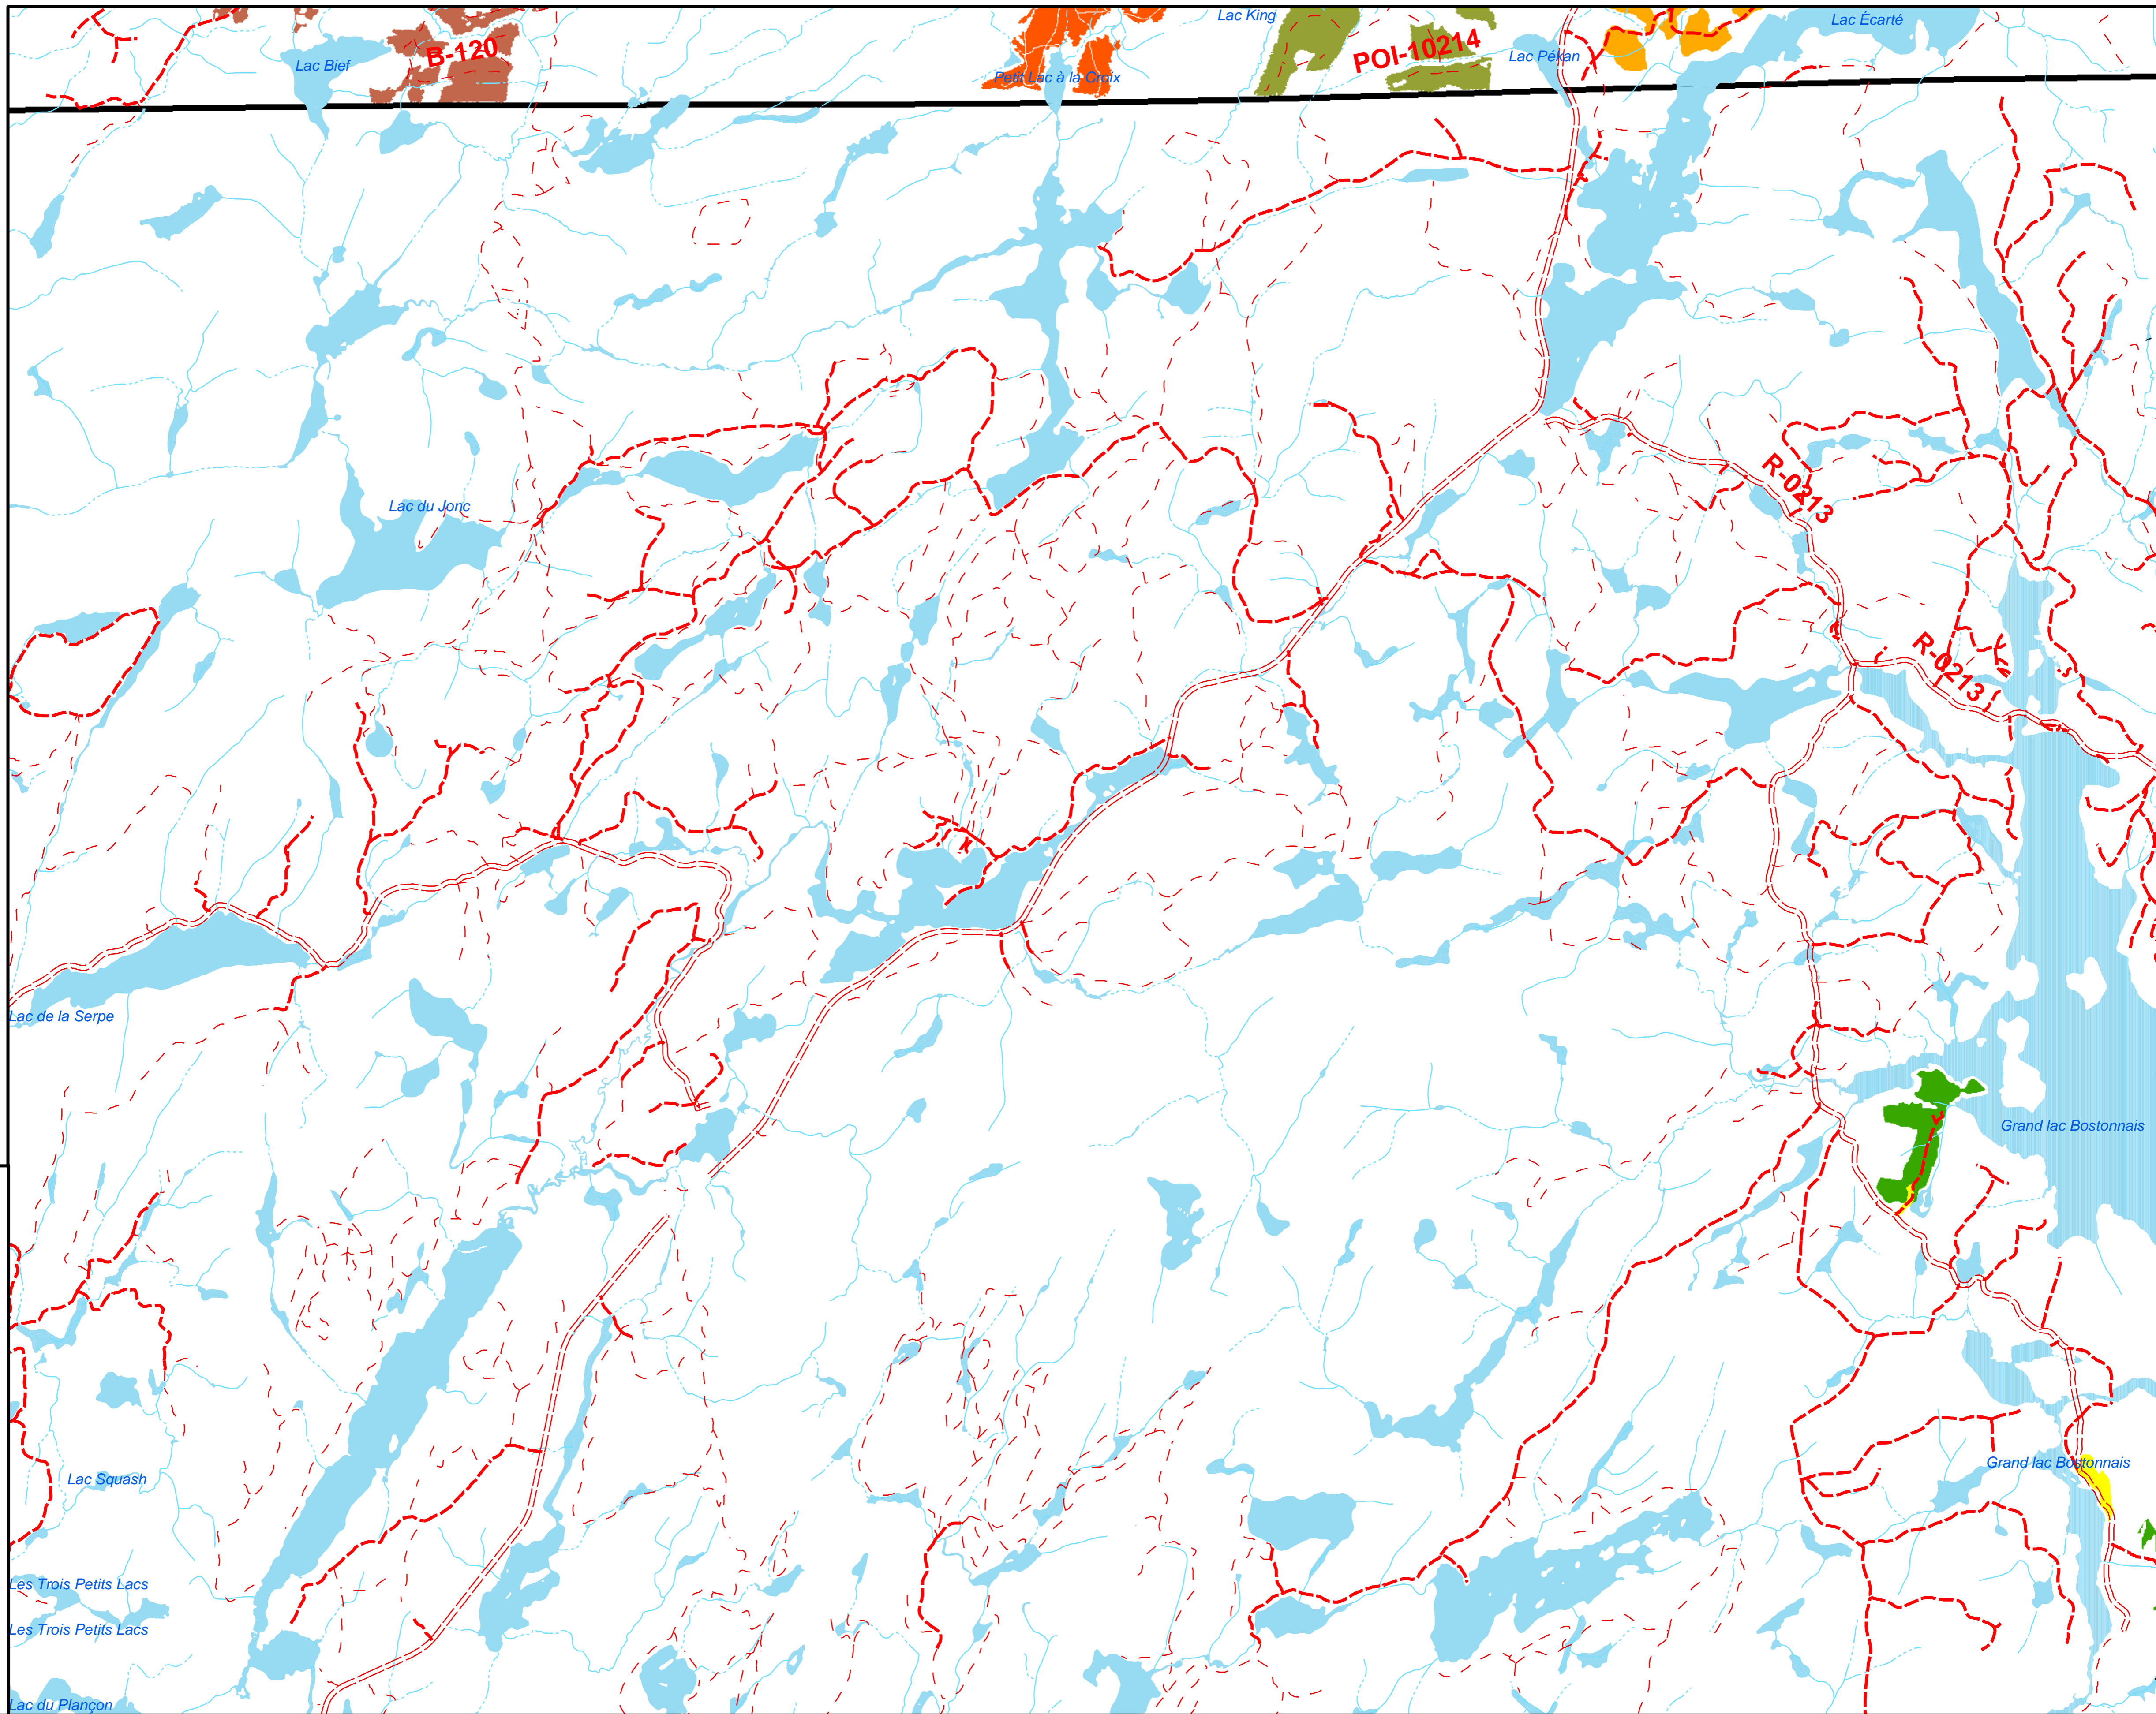 Lac King
Lac Écarté
B-120
POI-10214
Lac Pékan
Lac Bief
Petit Lac à la Croix
R-0213
Lac du Jonc
R-0213
Lac de la Serpe
Grand lac Bostonnais
Grand lac Bostonnais
Lac Squash
Les Trois Petits Lacs
Les Trois Petits Lacs
Lac du Plançon